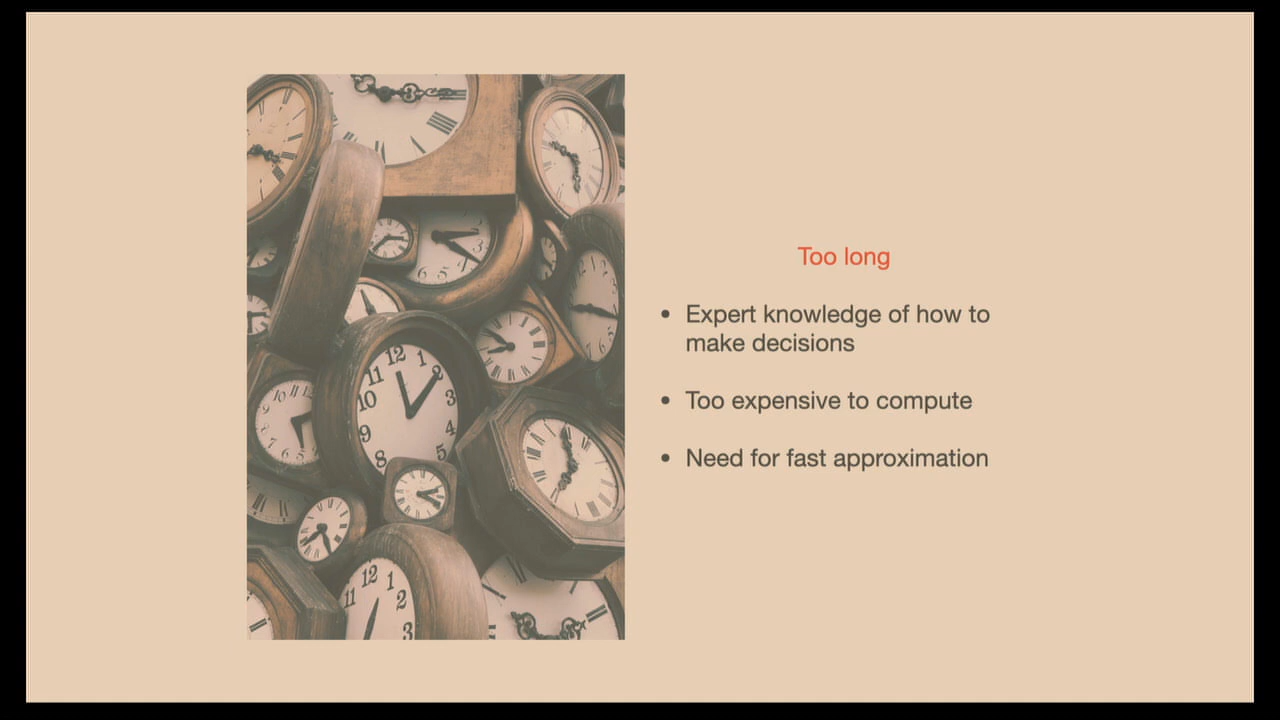 Too long
• Expert knowledge of how to
make decisions
• Too expensive to compute
• Need for fast approximation